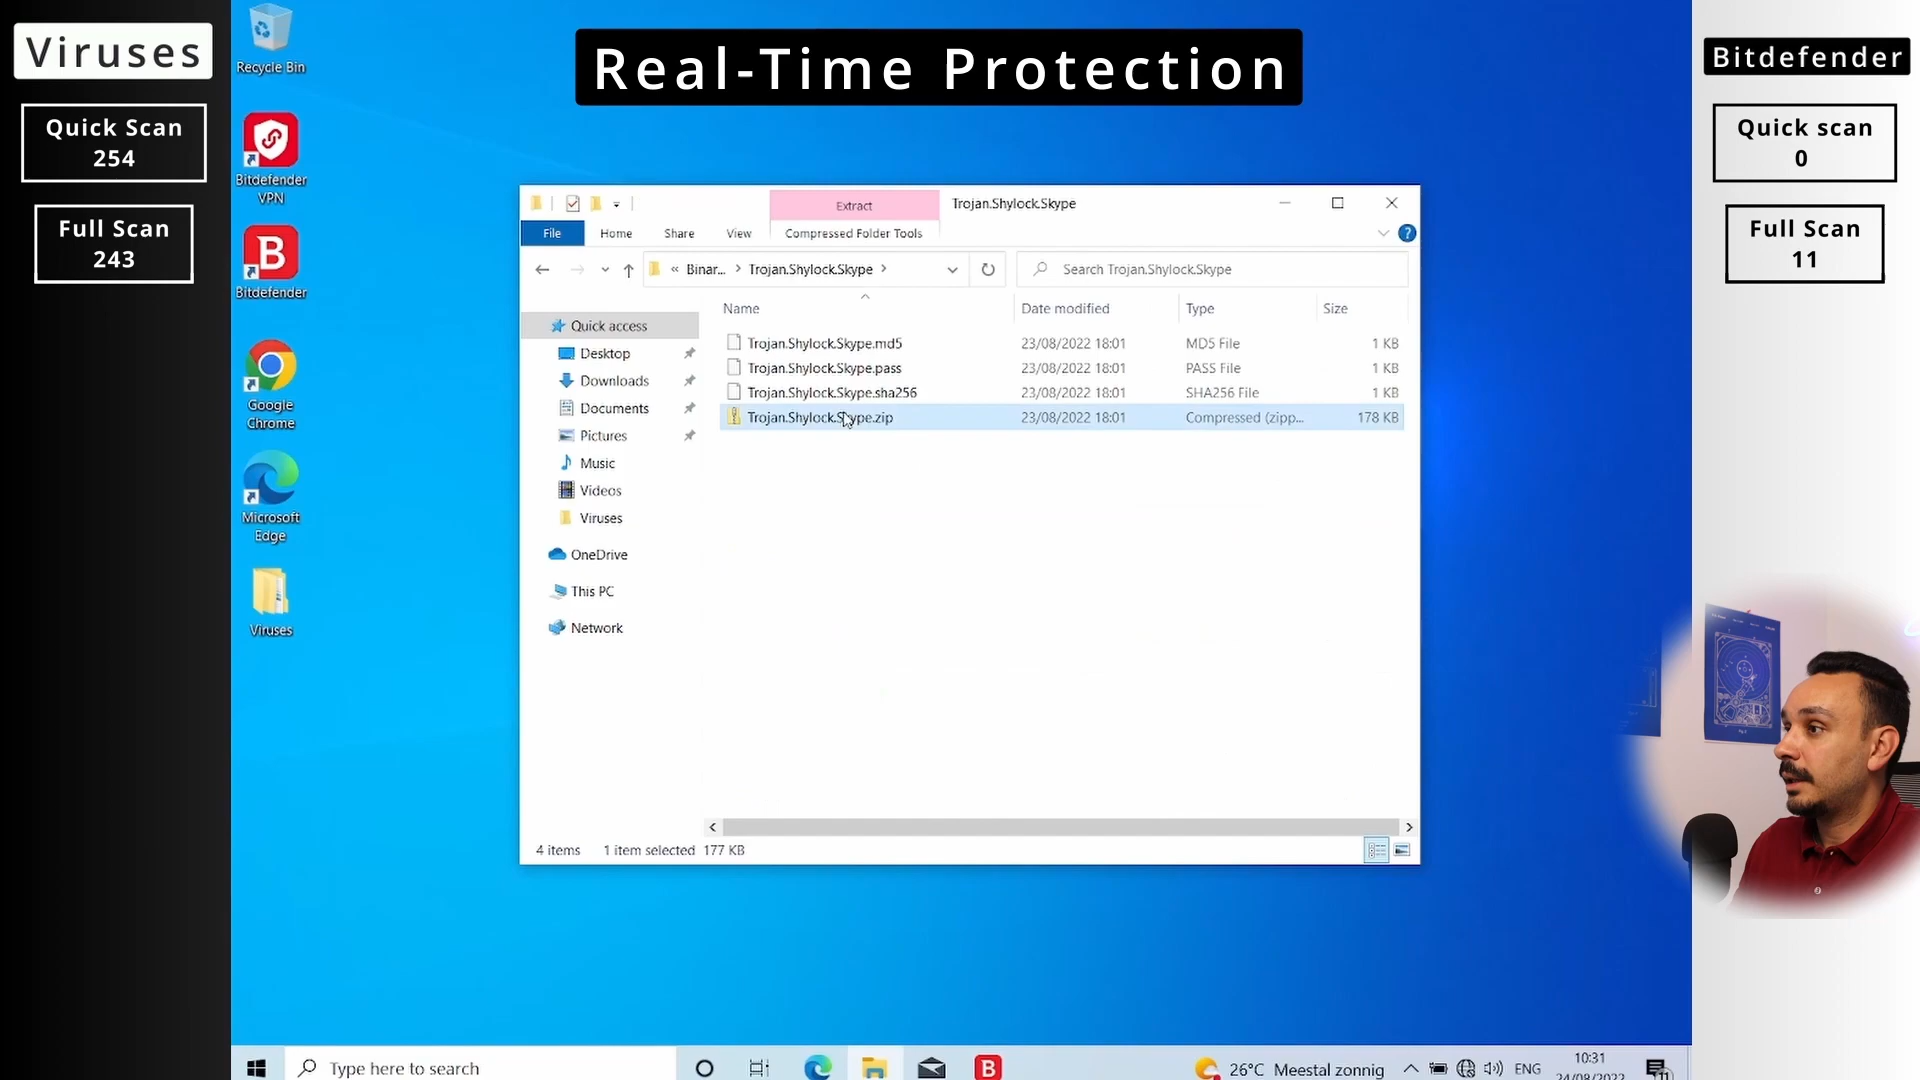 Viruses
Quick Scan
254
Full Scan
243
Real-Time Protection
Bitdefender
Quick scan
0
Full Scan
11
Recycle Bin
Bitdefender
VPN
Bitdefender
Google
Chrome
Microsoft
Edge
Viruses
Extract
Trojan.Shylock.Skype
File
Home
Share
View
Compressed Folder Tools
« Binar... > Trojan.Shylock.Skype >
Search Trojan.Shylock.Skype
Name
Date modified
Type
Size
Trojan.Shylock.Skype.md5 23/08/2022 18:01 MD5 File 1 KB
Trojan.Shylock.Skype.pass 23/08/2022 18:01 PASS File 1 KB
Trojan.Shylock.Skype.sha256 23/08/2022 18:01 SHA256 File 1 KB
Trojan.Shylock.Skype.zip 23/08/2022 18:01 Compressed (zipp... 178 KB
Quick access
Desktop
Downloads
Documents
Pictures
Music
Videos
Viruses
OneDrive
This PC
Network
4 items 1 item selected 177 KB
Type here to search
26°C Meestal zonnig
ENG
10:31
24/08/2022
11